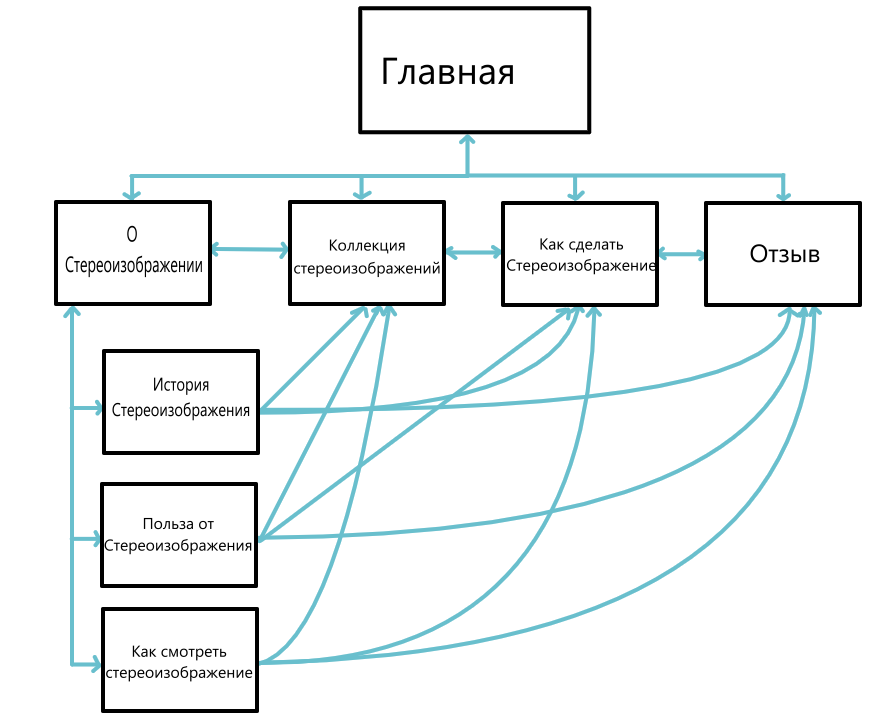 Главная
О
Стереоизображении
Коллекция
стереоизображений
Как сделать
Стереоизображение
Отзыв
История
Стереоизображения
Польза от
Стереоизображения
Как смотреть
стереоизображение